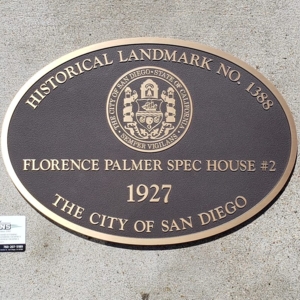 HISTORICAL LANDMARK NO. 1388
THE CITY OF SAN DIEGO · STATE OF CALIFORNIA
SEMPER VIGILANS
FLORENCE PALMER SPEC HOUSE #2
1927
THE CITY OF SAN DIEGO